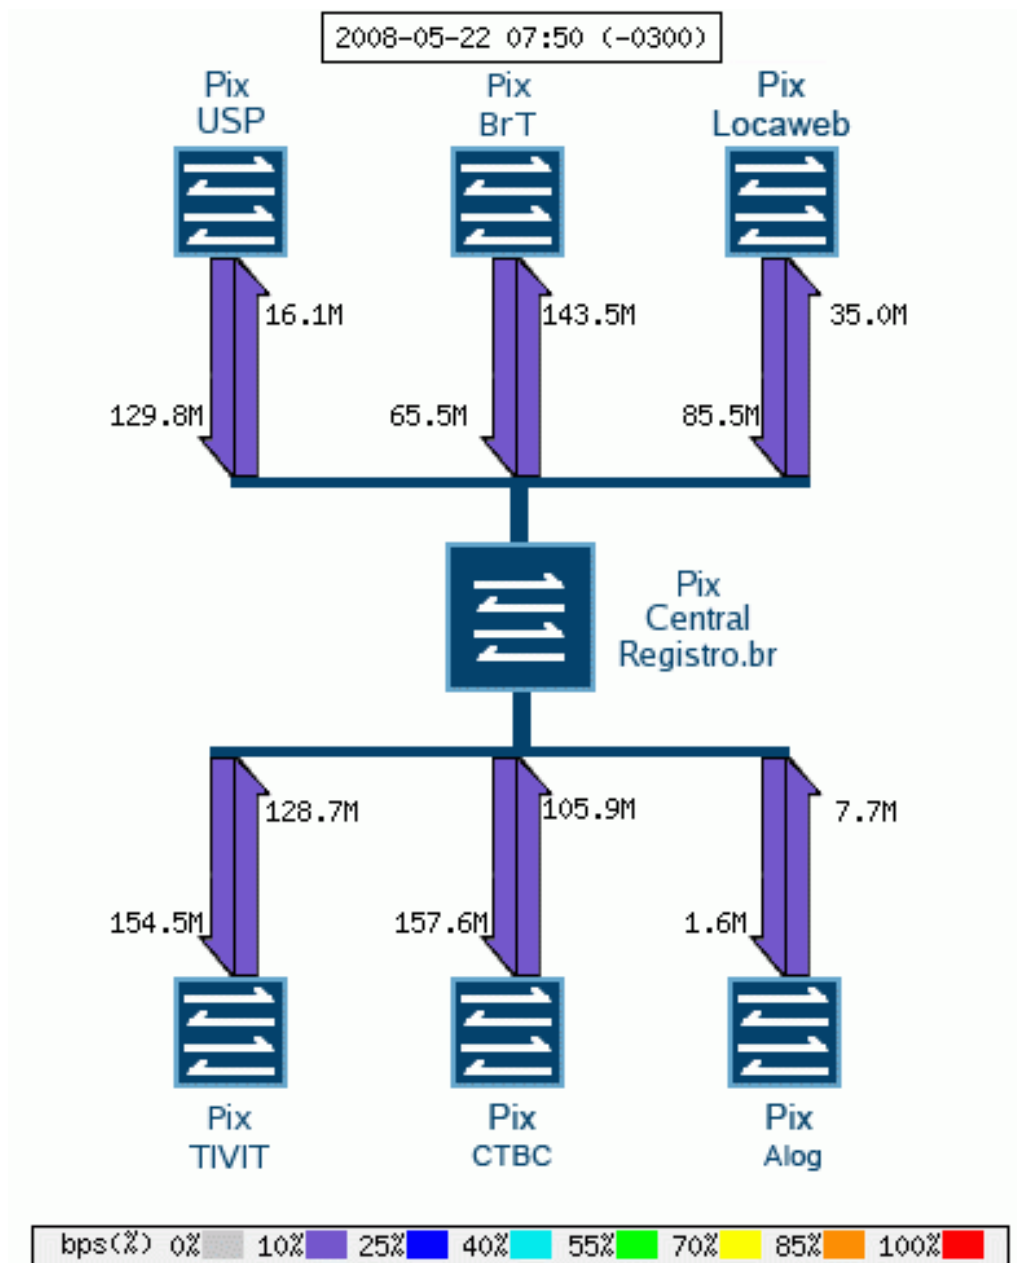 2008-05-22 07:50 (-0300)
Pix
USP
Pix
BrT
Pix
Locaweb
16.1M
143.5M
35.0M
129.8M
65.5M
85.5M
Pix
Central
Registro.br
128.7M
105.9M
7.7M
154.5M
157.6M
1.6M
Pix
TIVIT
Pix
CTBC
Pix
Alog
bps(%) 0% 10% 25% 40% 55% 70% 85% 100%